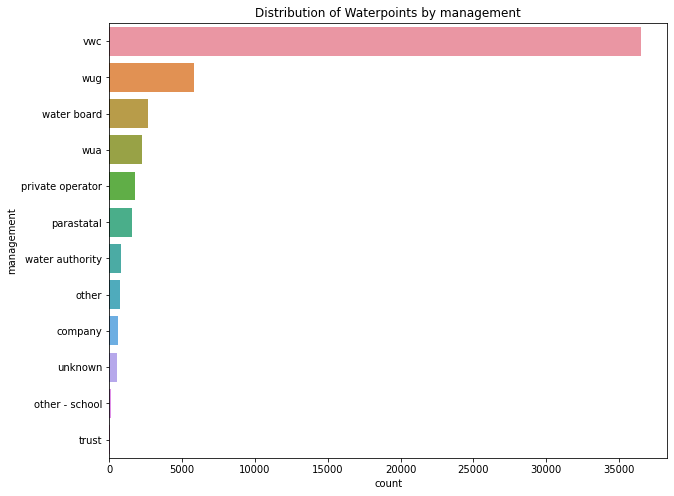 Distribution of Waterpoints by management
vwc
wug
water board
wua
private operator
parastatal
water authority
other
company
unknown
other - school
trust
management
0 5000 10000 15000 20000 25000 30000 35000
count